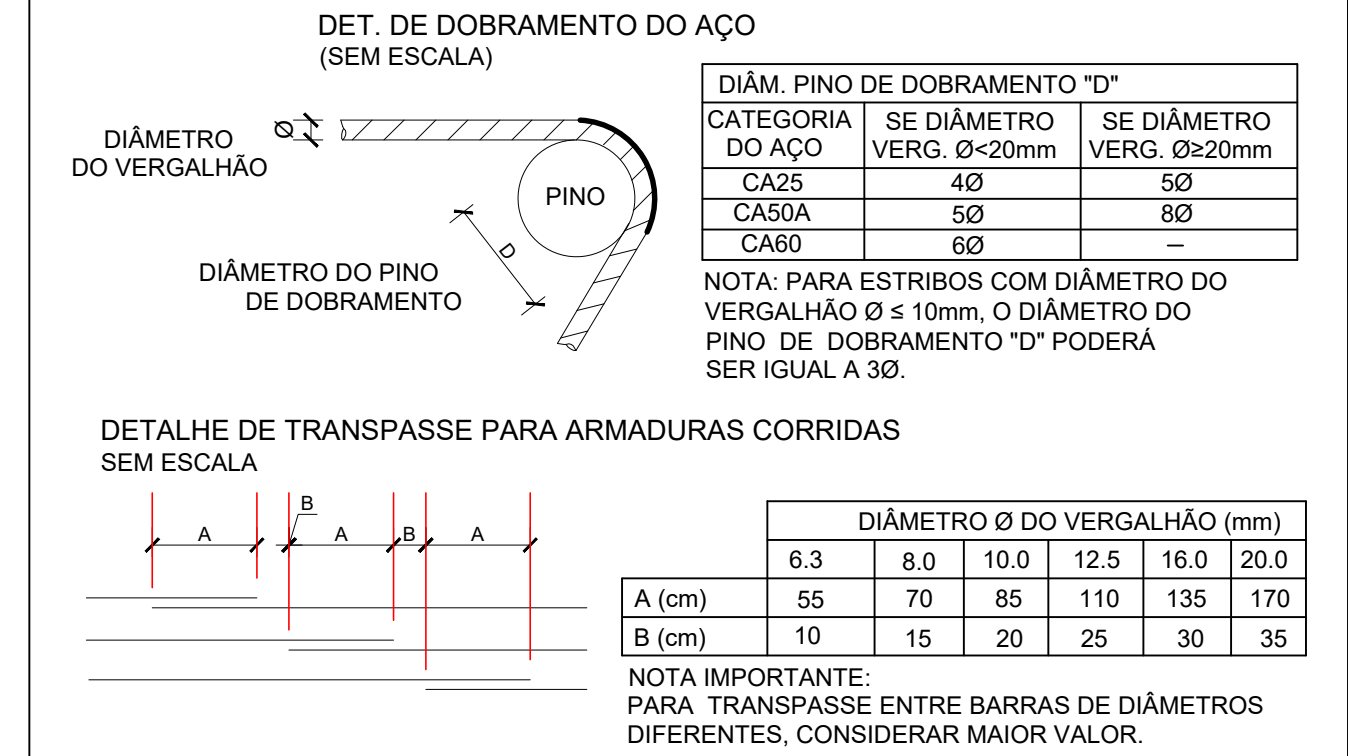 DET. DE DOBRAMENTO DO AÇO
(SEM ESCALA)
DIÂMETRO
DO VERGALHÃO
Ø
PINO
D
DIÂMETRO DO PINO
DE DOBRAMENTO
DIÂM. PINO DE DOBRAMENTO "D"
CATEGORIA DO AÇO SE DIÂMETRO VERG. Ø<20mm SE DIÂMETRO VERG. Ø≥20mm
CA25 4Ø 5Ø
CA50A 5Ø 8Ø
CA60 6Ø –
NOTA: PARA ESTRIBOS COM DIÂMETRO DO
VERGALHÃO Ø ≤ 10mm, O DIÂMETRO DO
PINO DE DOBRAMENTO "D" PODERÁ
SER IGUAL A 3Ø.
DETALHE DE TRANSPASSE PARA ARMADURAS CORRIDAS
SEM ESCALA
B
A A B A
DIÂMETRO Ø DO VERGALHÃO (mm)
6.3 8.0 10.0 12.5 16.0 20.0
A (cm) 55 70 85 110 135 170
B (cm) 10 15 20 25 30 35
NOTA IMPORTANTE:
PARA TRANSPASSE ENTRE BARRAS DE DIÂMETROS
DIFERENTES, CONSIDERAR MAIOR VALOR.